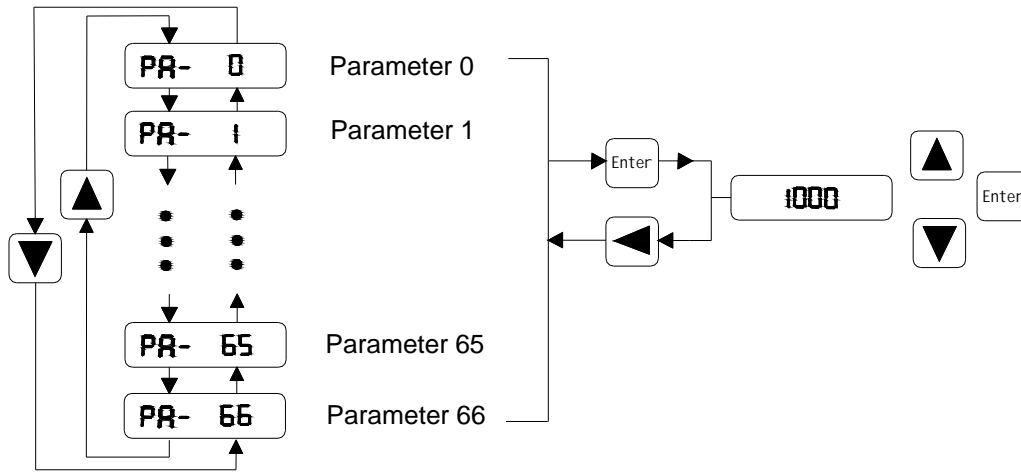 PA- 0 Parameter 0
PA- 1 Parameter 1
Enter
1000
Enter
PA- 65 Parameter 65
PA- 66 Parameter 66